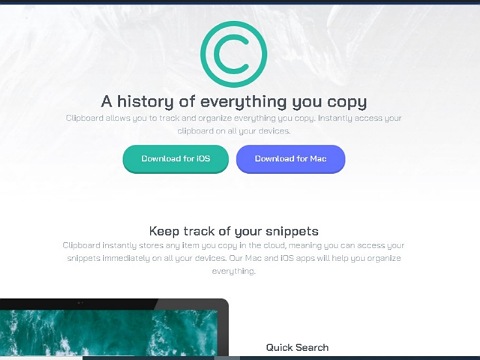 A history of everything you copy
Clipboard allows you to track and organize everything you copy. Instantly access your
clipboard on all your devices.
Download for iOS
Download for Mac
Keep track of your snippets
Clipboard instantly stores any item you copy in the cloud, meaning you can access your
snippets immediately on all your devices. Our Mac and iOS apps will help you organize
everything.
Quick Search